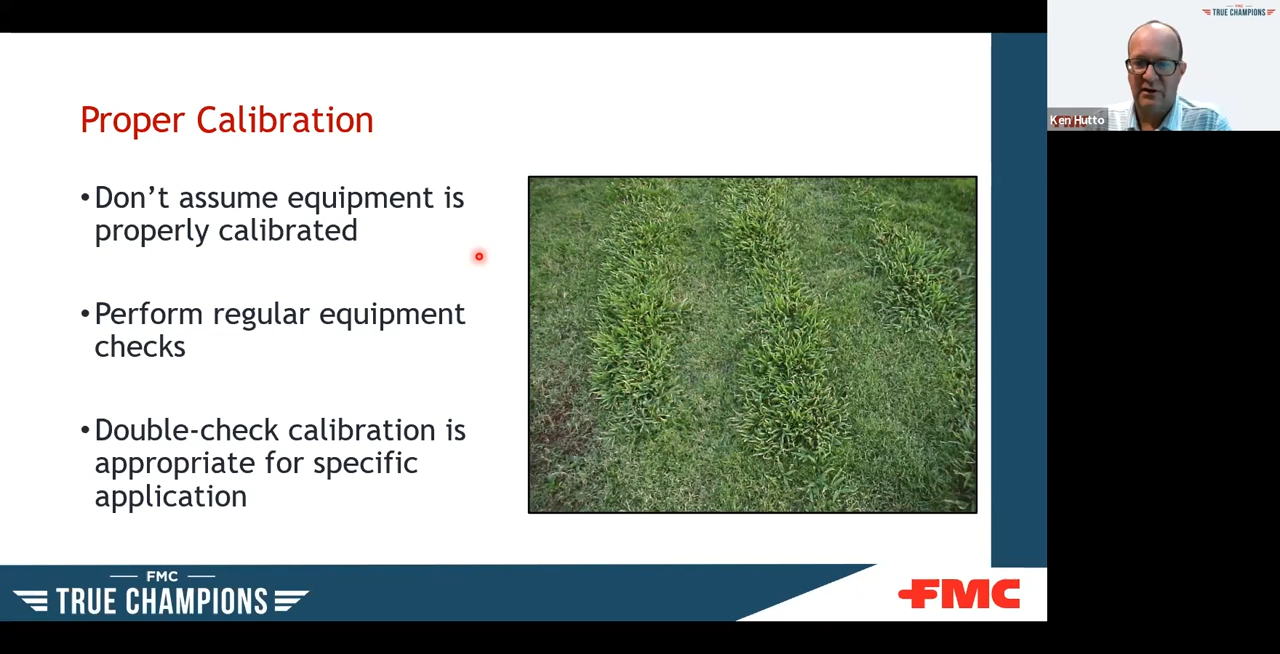 FMC
TRUE CHAMPIONS
Proper Calibration
•Don't assume equipment is
properly calibrated
•Perform regular equipment
checks
•Double-check calibration is
appropriate for specific
application
Ken Hutto
FMC
TRUE CHAMPIONS
FMC